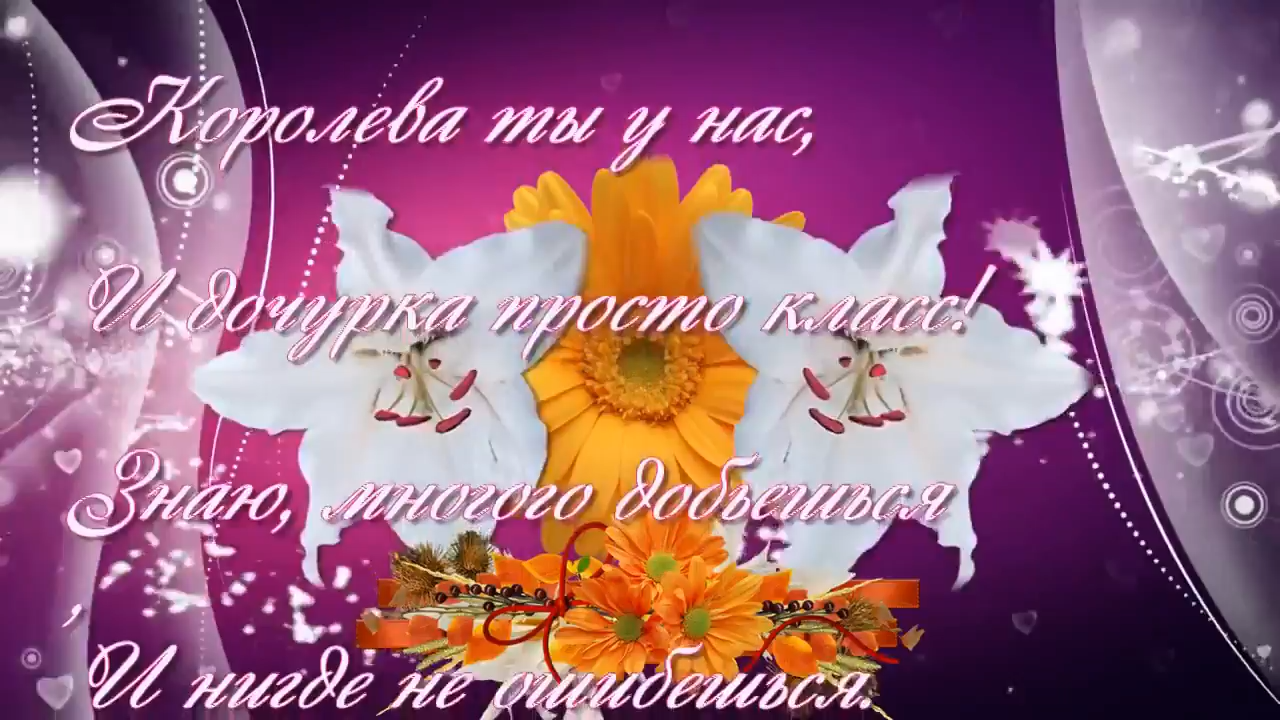 Королева ты у нас,
И дочурка просто класс!
Знаю, многого добьешься
,
И нигде не ошибешься.